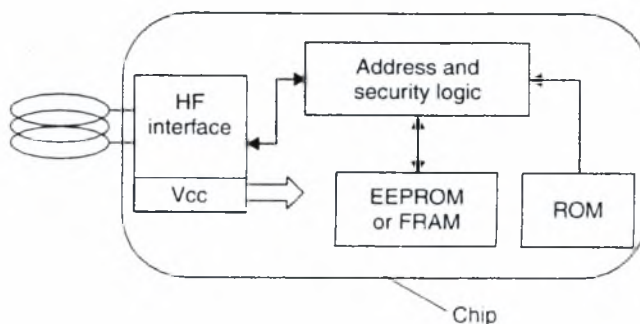 HF
interface
Vcc
Address and
security logic
EEPROM
or FRAM
ROM
Chip